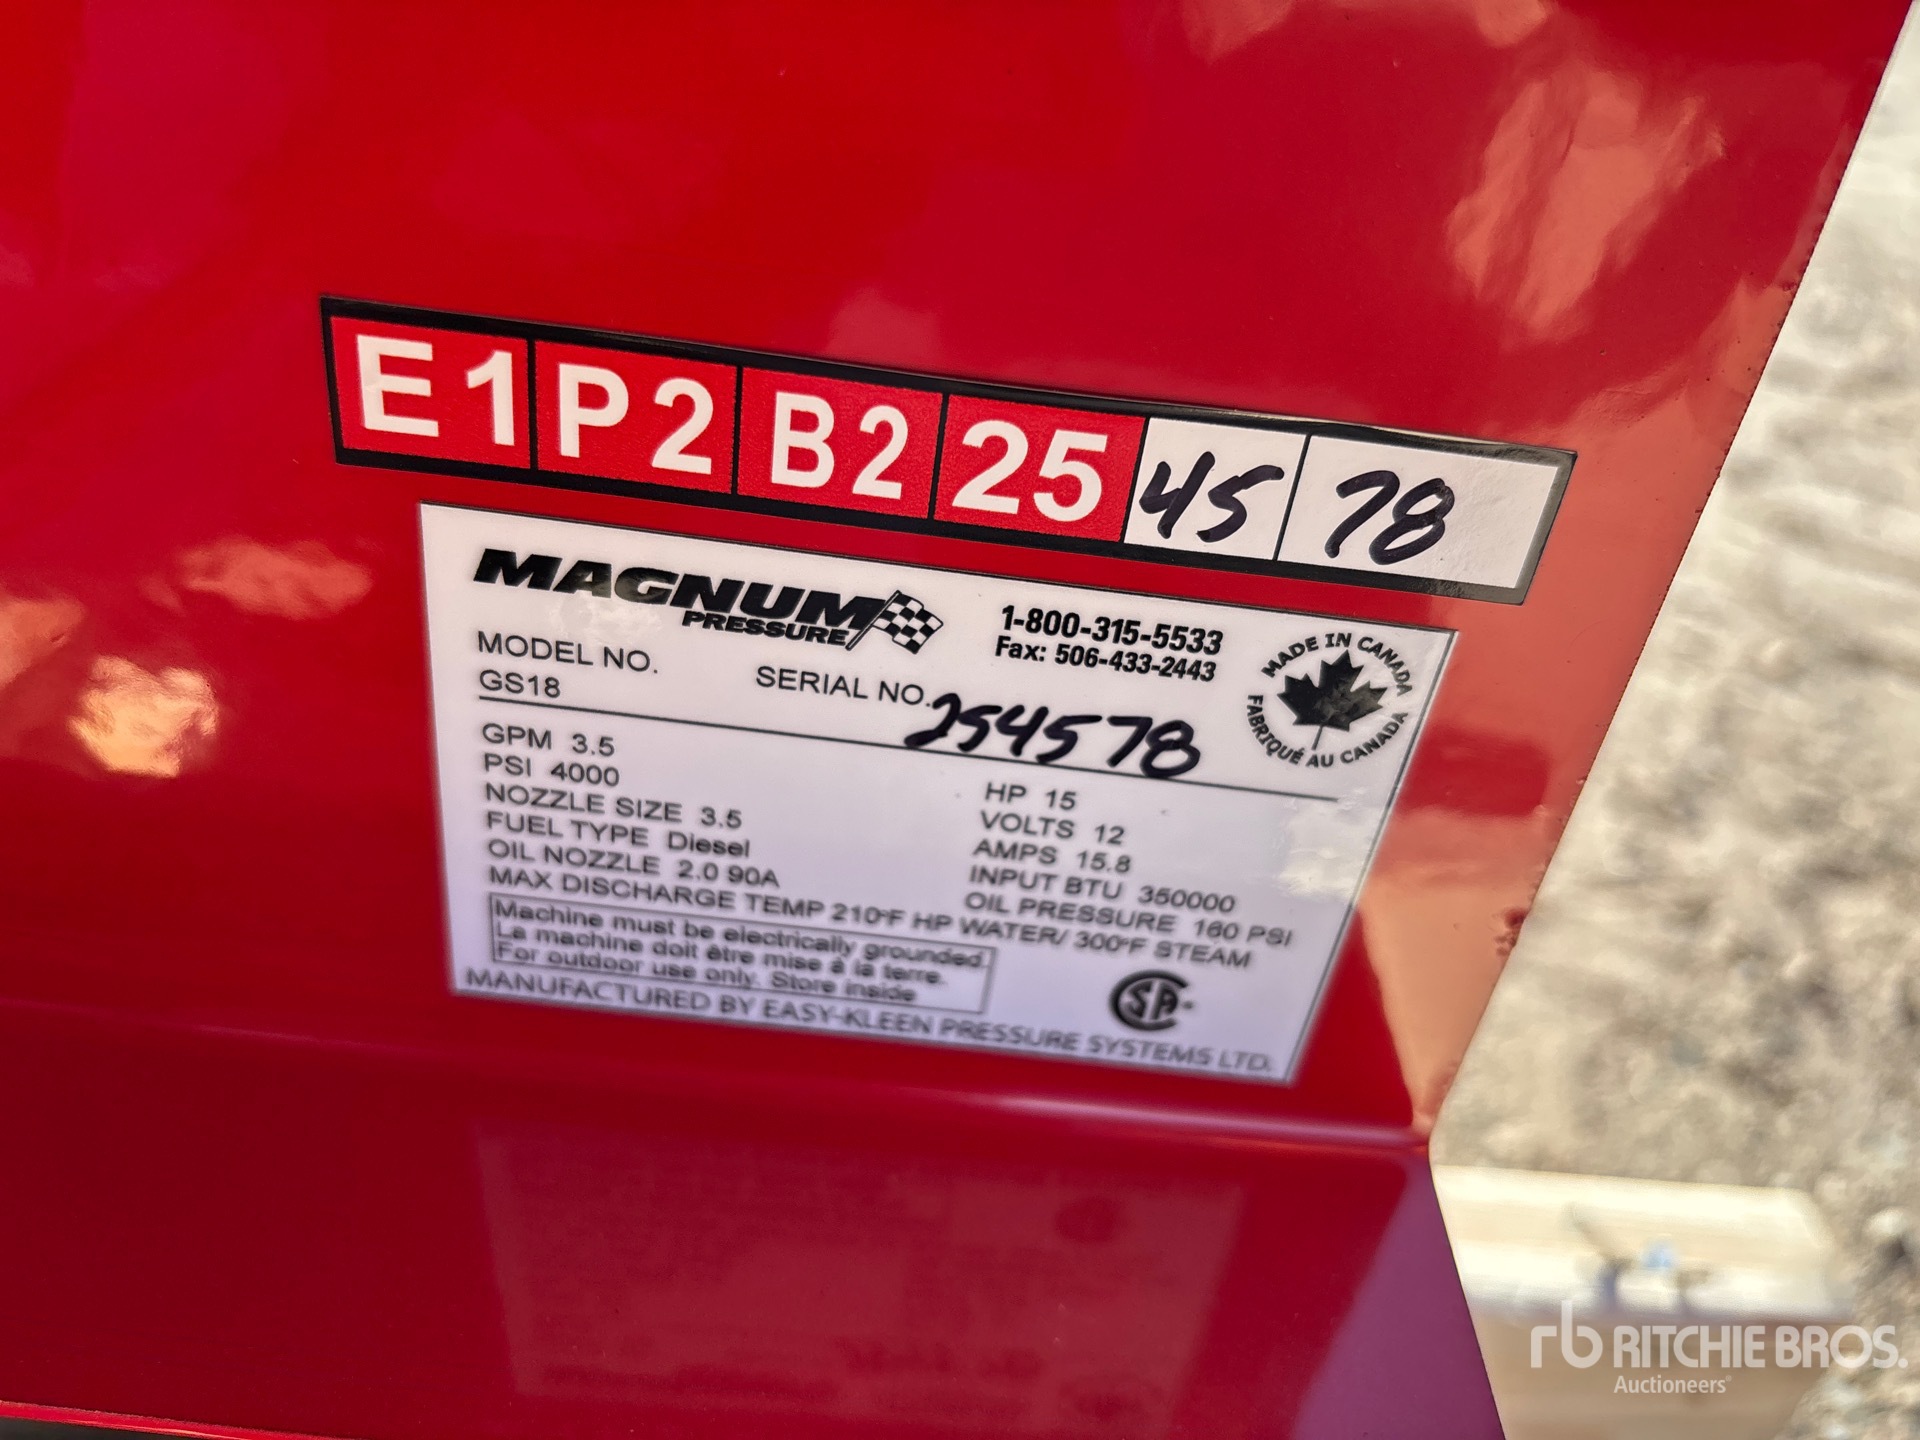 E1 P2 B2 25 45 78
MAGNUM
PRESSURE
1-800-315-5533
Fax: 506-433-2443
MADE IN CANADA
FABRIQUÉ AU CANADA
MODEL NO.
GS18
SERIAL NO. 254578
GPM 3.5
PSI 4000
NOZZLE SIZE 3.5
FUEL TYPE Diesel
OIL NOZZLE 2.0 90A
HP 15
VOLTS 12
AMPS 15.8
INPUT BTU 350000
OIL PRESSURE 160 PSI
MAX DISCHARGE TEMP 210°F HP WATER/ 300°F STEAM
Machine must be electrically grounded.
La machine doit être mise à la terre.
For outdoor use only. Store inside
SA
MANUFACTURED BY EASY-KLEEN PRESSURE SYSTEMS LTD.
rb RITCHIE BROS.
Auctioneers